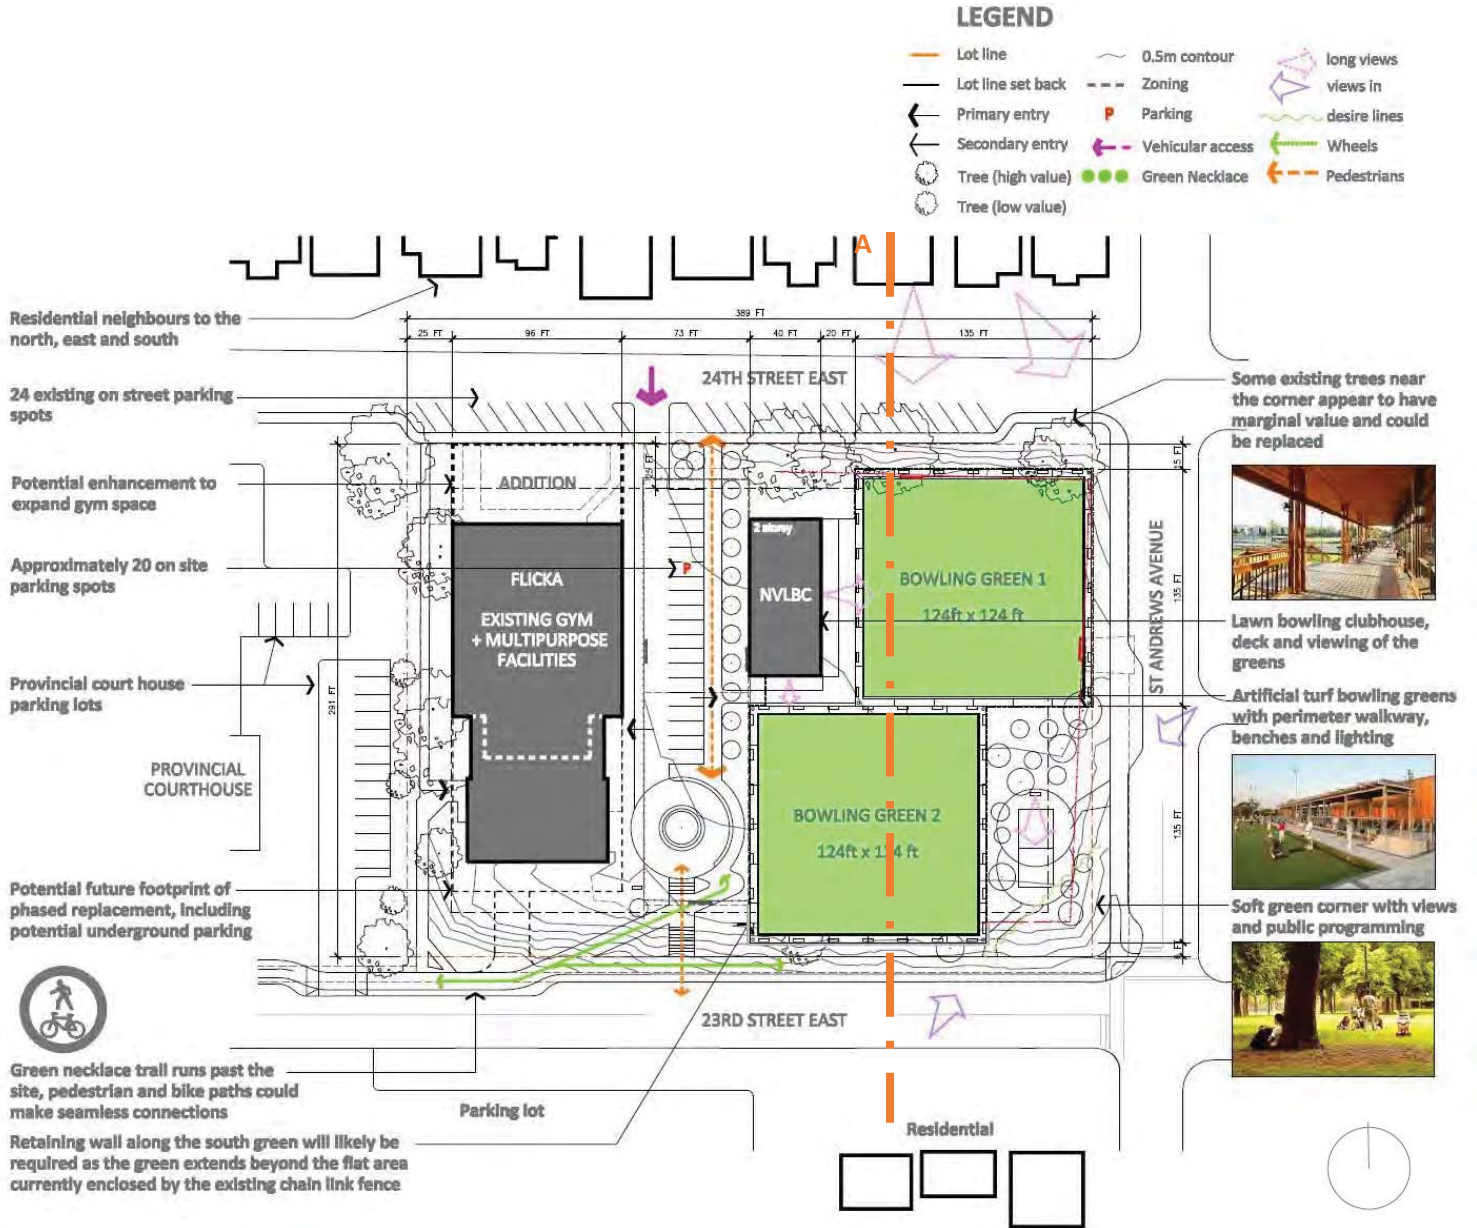 LEGEND
Lot line
Lot line set back
Primary entry
Secondary entry
Tree (high value)
Tree (low value)
0.5m contour
Zoning
P Parking
Vehicular access
Green Necklace
long views
views in
desire lines
Wheels
Pedestrians
A
Residential neighbours to the
north, east and south
24 existing on street parking
spots
Potential enhancement to
expand gym space
Approximately 20 on site
parking spots
Provincial court house
parking lots
PROVINCIAL
COURTHOUSE
Potential future footprint of
phased replacement, including
potential underground parking
Green necklace trail runs past the
site, pedestrian and bike paths could
make seamless connections
Retaining wall along the south green will likely be
required as the green extends beyond the flat area
currently enclosed by the existing chain link fence
389 FT
25 FT
96 FT
73 FT
40 FT
20 FT
135 FT
24TH STREET EAST
291 FT
ADDITION
FLICKA
EXISTING GYM
+ MULTIPURPOSE
FACILITIES
P
2 storey
NVLBC
BOWLING GREEN 1
124ft x 124 ft
BOWLING GREEN 2
124ft x 124 ft
15 FT
135 FT
135 FT
ST ANDREWS AVENUE
23RD STREET EAST
Parking lot
Residential
Some existing trees near
the corner appear to have
marginal value and could
be replaced
Lawn bowling clubhouse,
deck and viewing of the
greens
Artificial turf bowling greens
with perimeter walkway,
benches and lighting
Soft green corner with views
and public programming